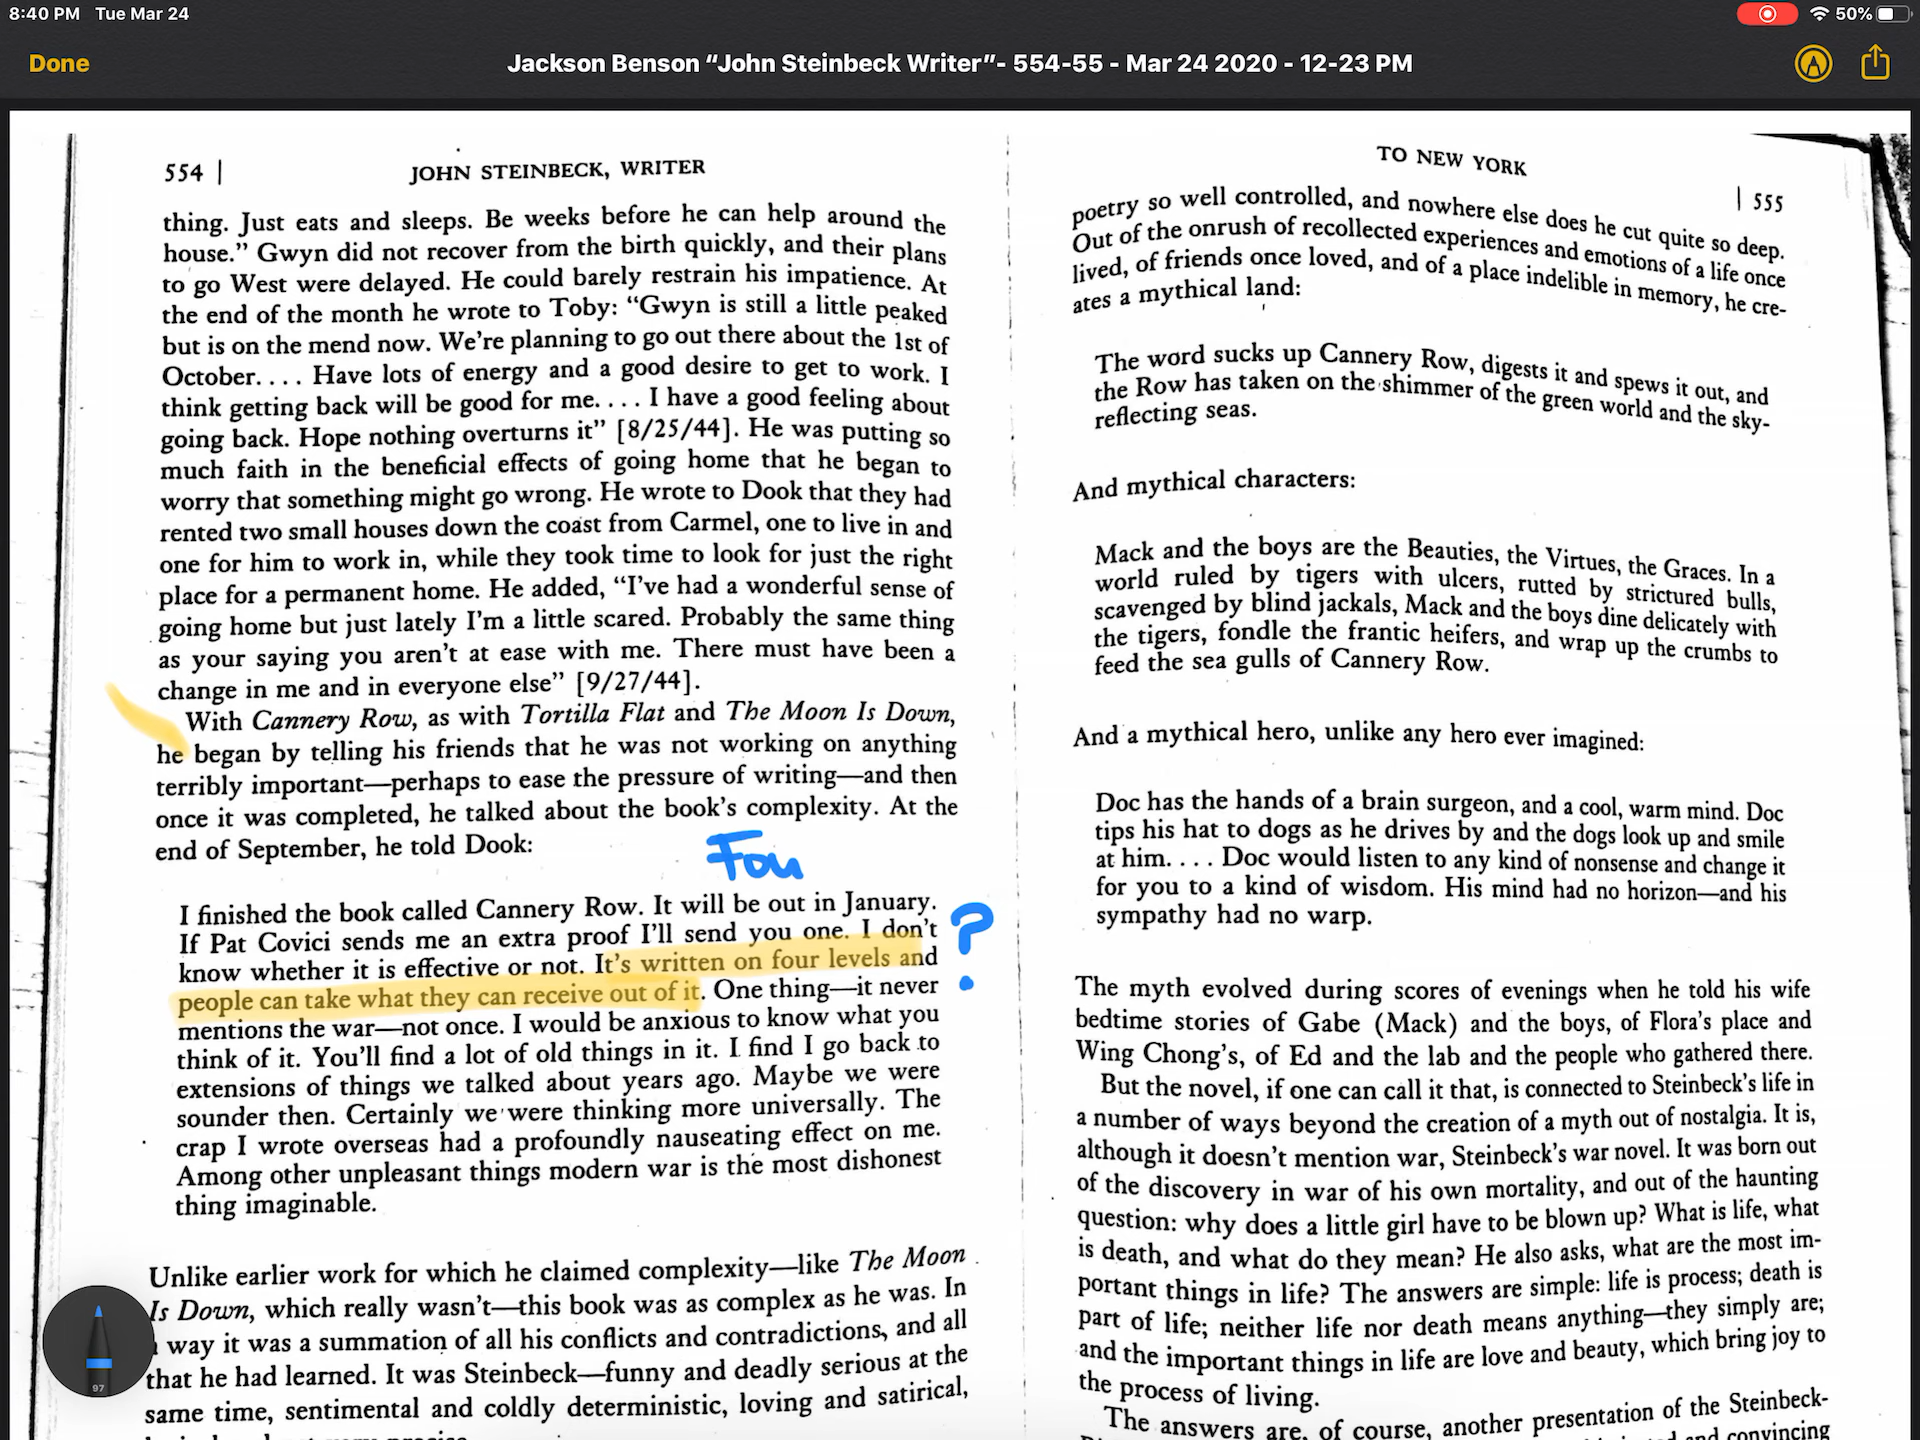 8:40 PM Tue Mar 24
50%
Done
Jackson Benson “John Steinbeck Writer”- 554-55 - Mar 24 2020 - 12-23 PM
554 |
JOHN STEINBECK, WRITER
thing. Just eats and sleeps. Be weeks before he can help around the
house.” Gwyn did not recover from the birth quickly, and their plans
to go West were delayed. He could barely restrain his impatience. At
the end of the month he wrote to Toby: “Gwyn is still a little peaked
but is on the mend now. We’re planning to go out there about the 1st of
October.... Have lots of energy and a good desire to get to work. I
think getting back will be good for me.... I have a good feeling about
going back. Hope nothing overturns it” [8/25/44]. He was putting so
much faith in the beneficial effects of going home that he began to
worry that something might go wrong. He wrote to Dook that they had
rented two small houses down the coast from Carmel, one to live in and
one for him to work in, while they took time to look for just the right
place for a permanent home. He added, “I’ve had a wonderful sense of
going home but just lately I’m a little scared. Probably the same thing
as your saying you aren’t at ease with me. There must have been a
change in me and in everyone else” [9/27/44].
With Cannery Row, as with Tortilla Flat and The Moon Is Down,
he began by telling his friends that he was not working on anything
terribly important—perhaps to ease the pressure of writing—and then
once it was completed, he talked about the book’s complexity. At the
end of September, he told Dook:
Fou
I finished the book called Cannery Row. It will be out in January.
If Pat Covici sends me an extra proof I’ll send you one. I don’t
know whether it is effective or not. It’s written on four levels and
people can take what they can receive out of it. One thing—it never
?
mentions the war—not once. I would be anxious to know what you
think of it. You’ll find a lot of old things in it. I find I go back to
extensions of things we talked about years ago. Maybe we were
sounder then. Certainly we were thinking more universally. The
crap I wrote overseas had a profoundly nauseating effect on me.
Among other unpleasant things modern war is the most dishonest
thing imaginable.
Unlike earlier work for which he claimed complexity—like The Moon
Is Down, which really wasn’t—this book was as complex as he was. In
way it was a summation of all his conflicts and contradictions, and all
that he had learned. It was Steinbeck—funny and deadly serious at the
same time, sentimental and coldly deterministic, loving and satirical,
97
TO NEW YORK
| 555
poetry so well controlled, and nowhere else does he cut quite so deep.
Out of the onrush of recollected experiences and emotions of a life once
lived, of friends once loved, and of a place indelible in memory, he cre-
ates a mythical land:
The word sucks up Cannery Row, digests it and spews it out, and
the Row has taken on the shimmer of the green world and the sky-
reflecting seas.
And mythical characters:
Mack and the boys are the Beauties, the Virtues, the Graces. In a
world ruled by tigers with ulcers, rutted by strictured bulls,
scavenged by blind jackals, Mack and the boys dine delicately with
the tigers, fondle the frantic heifers, and wrap up the crumbs to
feed the sea gulls of Cannery Row.
And a mythical hero, unlike any hero ever imagined:
Doc has the hands of a brain surgeon, and a cool, warm mind. Doc
tips his hat to dogs as he drives by and the dogs look up and smile
at him.... Doc would listen to any kind of nonsense and change it
for you to a kind of wisdom. His mind had no horizon—and his
sympathy had no warp.
The myth evolved during scores of evenings when he told his wife
bedtime stories of Gabe (Mack) and the boys, of Flora’s place and
Wing Chong’s, of Ed and the lab and the people who gathered there.
But the novel, if one can call it that, is connected to Steinbeck’s life in
a number of ways beyond the creation of a myth out of nostalgia. It is,
although it doesn’t mention war, Steinbeck’s war novel. It was born out
of the discovery in war of his own mortality, and out of the haunting
question: why does a little girl have to be blown up? What is life, what
is death, and what do they mean? He also asks, what are the most im-
portant things in life? The answers are simple: life is process; death is
part of life; neither life nor death means anything—they simply are;
and the important things in life are love and beauty, which bring joy to
the process of living.
The answers are, of course, another presentation of the Steinbeck-
and convincing